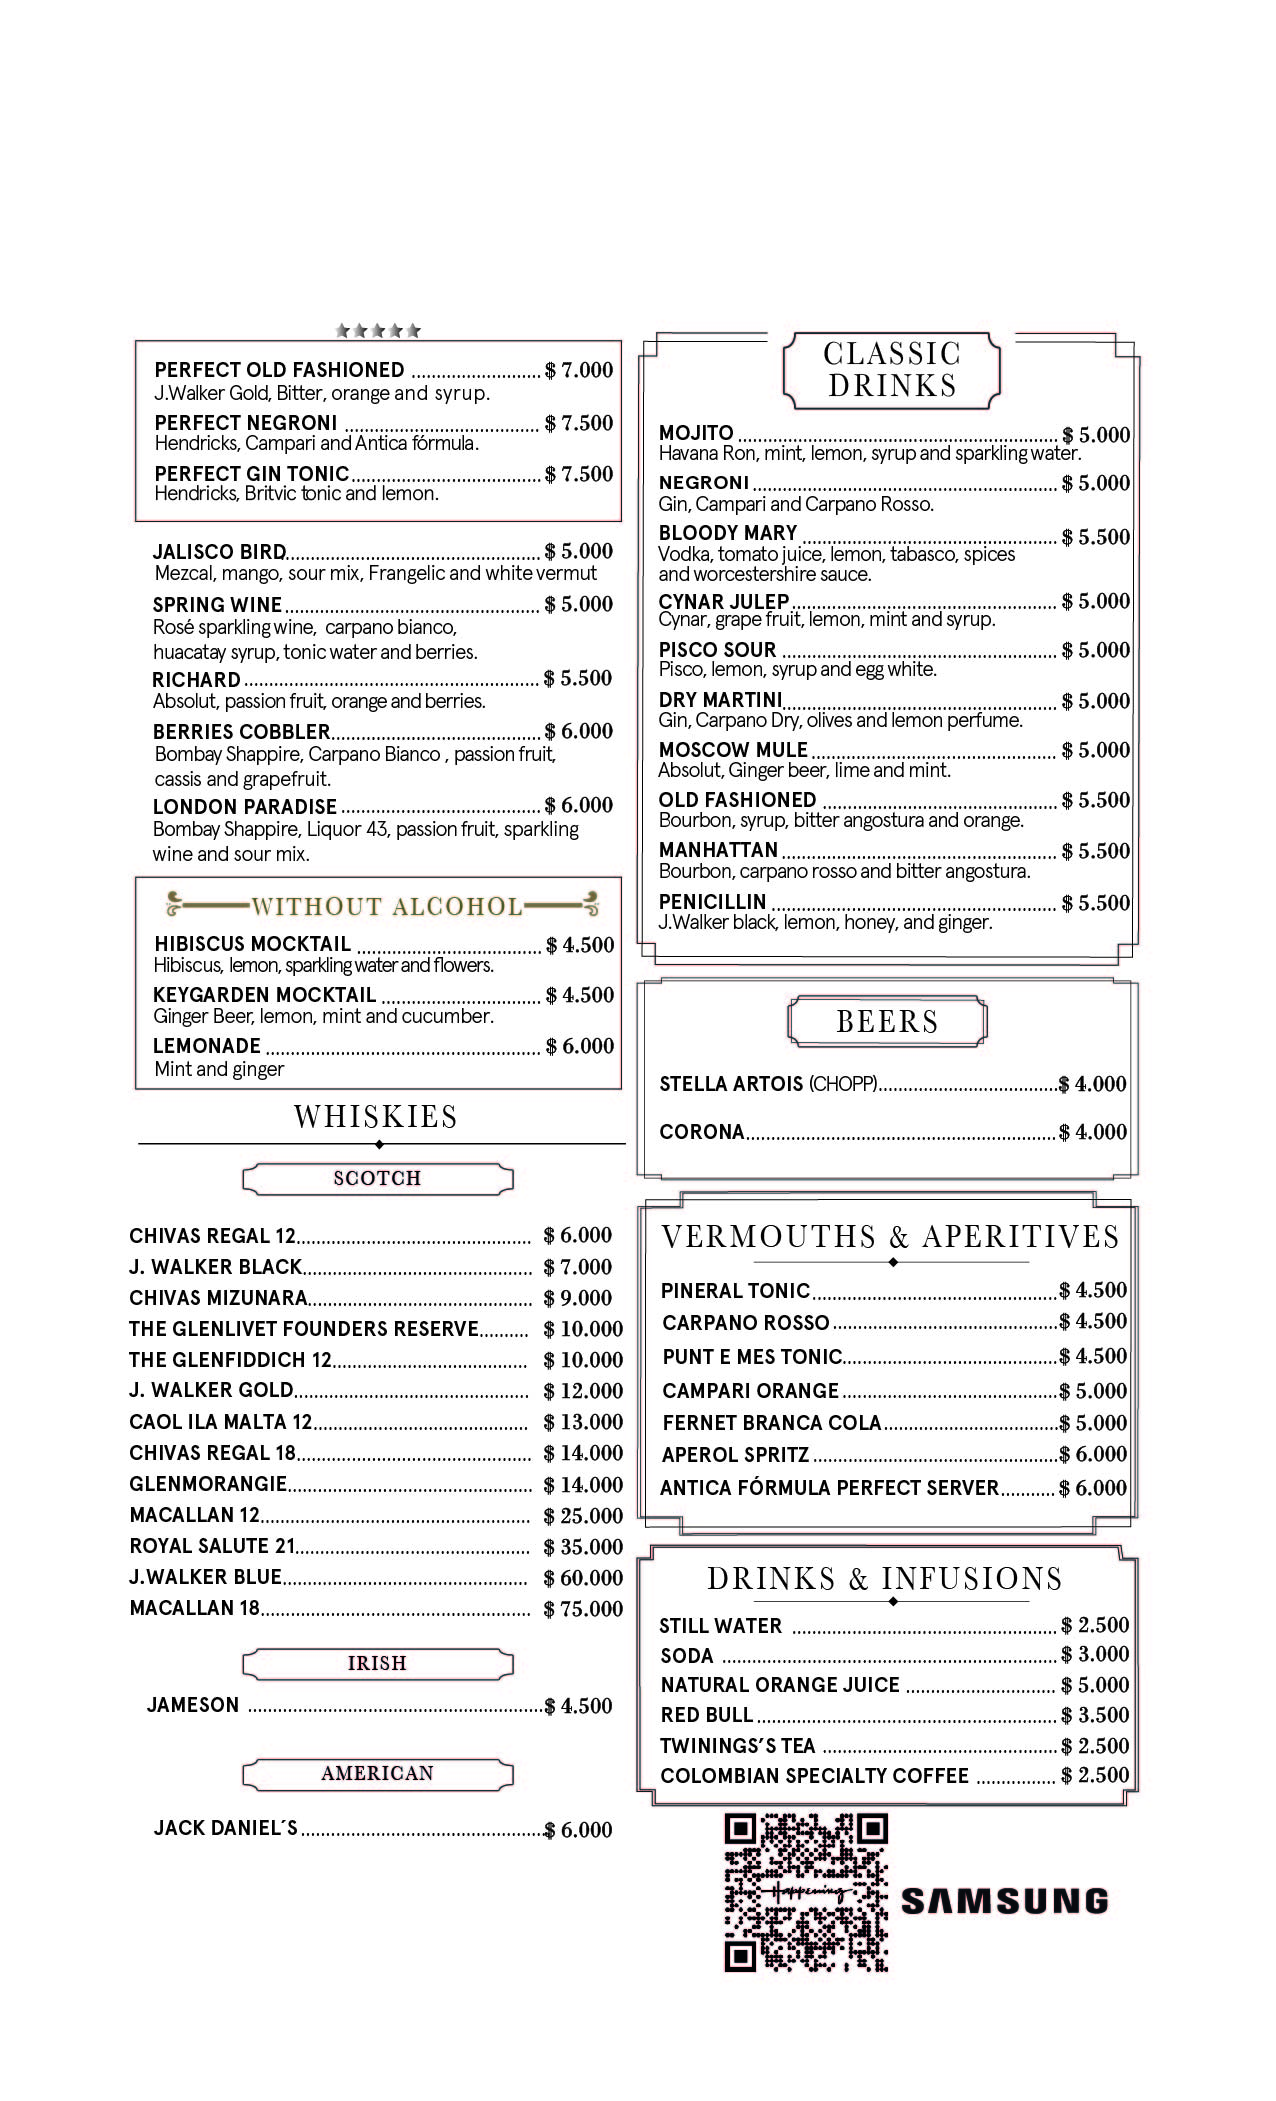 PERFECT OLD FASHIONED ........................... $ 7.000
J.Walker Gold, Bitter, orange and syrup.
PERFECT NEGRONI ........................... $ 7.500
Hendricks, Campari and Antica fórmula.
PERFECT GIN TONIC ........................... $ 7.500
Hendricks, Britvic tonic and lemon.
JALISCO BIRD ........................... $ 5.000
Mezcal, mango, sour mix, Frangelic and white vermut
SPRING WINE ........................... $ 5.000
Rosé sparkling wine, carpano bianco,
huacatay syrup, tonic water and berries.
RICHARD ........................... $ 5.500
Absolut, passion fruit, orange and berries.
BERRIES COBBLER ........................... $ 6.000
Bombay Shappire, Carpano Bianco , passion fruit,
cassis and grapefruit.
LONDON PARADISE ........................... $ 6.000
Bombay Shappire, Liquor 43, passion fruit, sparkling
wine and sour mix.
WITHOUT ALCOHOL
HIBISCUS MOCKTAIL ........................... $ 4.500
Hibiscus, lemon, sparkling water and flowers.
KEYGARDEN MOCKTAIL ........................... $ 4.500
Ginger Beer, lemon, mint and cucumber.
LEMONADE ........................... $ 6.000
Mint and ginger
WHISKIES
SCOTCH
CHIVAS REGAL 12 ........................... $ 6.000
J. WALKER BLACK ........................... $ 7.000
CHIVAS MIZUNARA ........................... $ 9.000
THE GLENLIVET FOUNDERS RESERVE .......... $ 10.000
THE GLENFIDDICH 12 ........................... $ 10.000
J. WALKER GOLD ........................... $ 12.000
CAOL ILA MALTA 12 ........................... $ 13.000
CHIVAS REGAL 18 ........................... $ 14.000
GLENMORANGIE ........................... $ 14.000
MACALLAN 12 ........................... $ 25.000
ROYAL SALUTE 21 ........................... $ 35.000
J.WALKER BLUE ........................... $ 60.000
MACALLAN 18 ........................... $ 75.000
IRISH
JAMESON ........................... $ 4.500
AMERICAN
JACK DANIEL´S ........................... $ 6.000
CLASSIC
DRINKS
MOJITO ........................... $ 5.000
Havana Ron, mint, lemon, syrup and sparkling water.
NEGRONI ........................... $ 5.000
Gin, Campari and Carpano Rosso.
BLOODY MARY ........................... $ 5.500
Vodka, tomato juice, lemon, tabasco, spices
and worcestershire sauce.
CYNAR JULEP ........................... $ 5.000
Cynar, grape fruit, lemon, mint and syrup.
PISCO SOUR ........................... $ 5.000
Pisco, lemon, syrup and egg white.
DRY MARTINI ........................... $ 5.000
Gin, Carpano Dry, olives and lemon perfume.
MOSCOW MULE ........................... $ 5.000
Absolut, Ginger beer, lime and mint.
OLD FASHIONED ........................... $ 5.500
Bourbon, syrup, bitter angostura and orange.
MANHATTAN ........................... $ 5.500
Bourbon, carpano rosso and bitter angostura.
PENICILLIN ........................... $ 5.500
J.Walker black, lemon, honey, and ginger.
BEERS
STELLA ARTOIS (CHOPP) ........................... $ 4.000
CORONA ........................... $ 4.000
VERMOUTHS & APERITIVES
PINERAL TONIC ........................... $ 4.500
CARPANO ROSSO ........................... $ 4.500
PUNT E MES TONIC ........................... $ 4.500
CAMPARI ORANGE ........................... $ 5.000
FERNET BRANCA COLA ........................... $ 5.000
APEROL SPRITZ ........................... $ 6.000
ANTICA FÓRMULA PERFECT SERVER ........... $ 6.000
DRINKS & INFUSIONS
STILL WATER ........................... $ 2.500
SODA ........................... $ 3.000
NATURAL ORANGE JUICE ........................... $ 5.000
RED BULL ........................... $ 3.500
TWININGS’S TEA ........................... $ 2.500
COLOMBIAN SPECIALTY COFFEE ................ $ 2.500
Happening
SAMSUNG